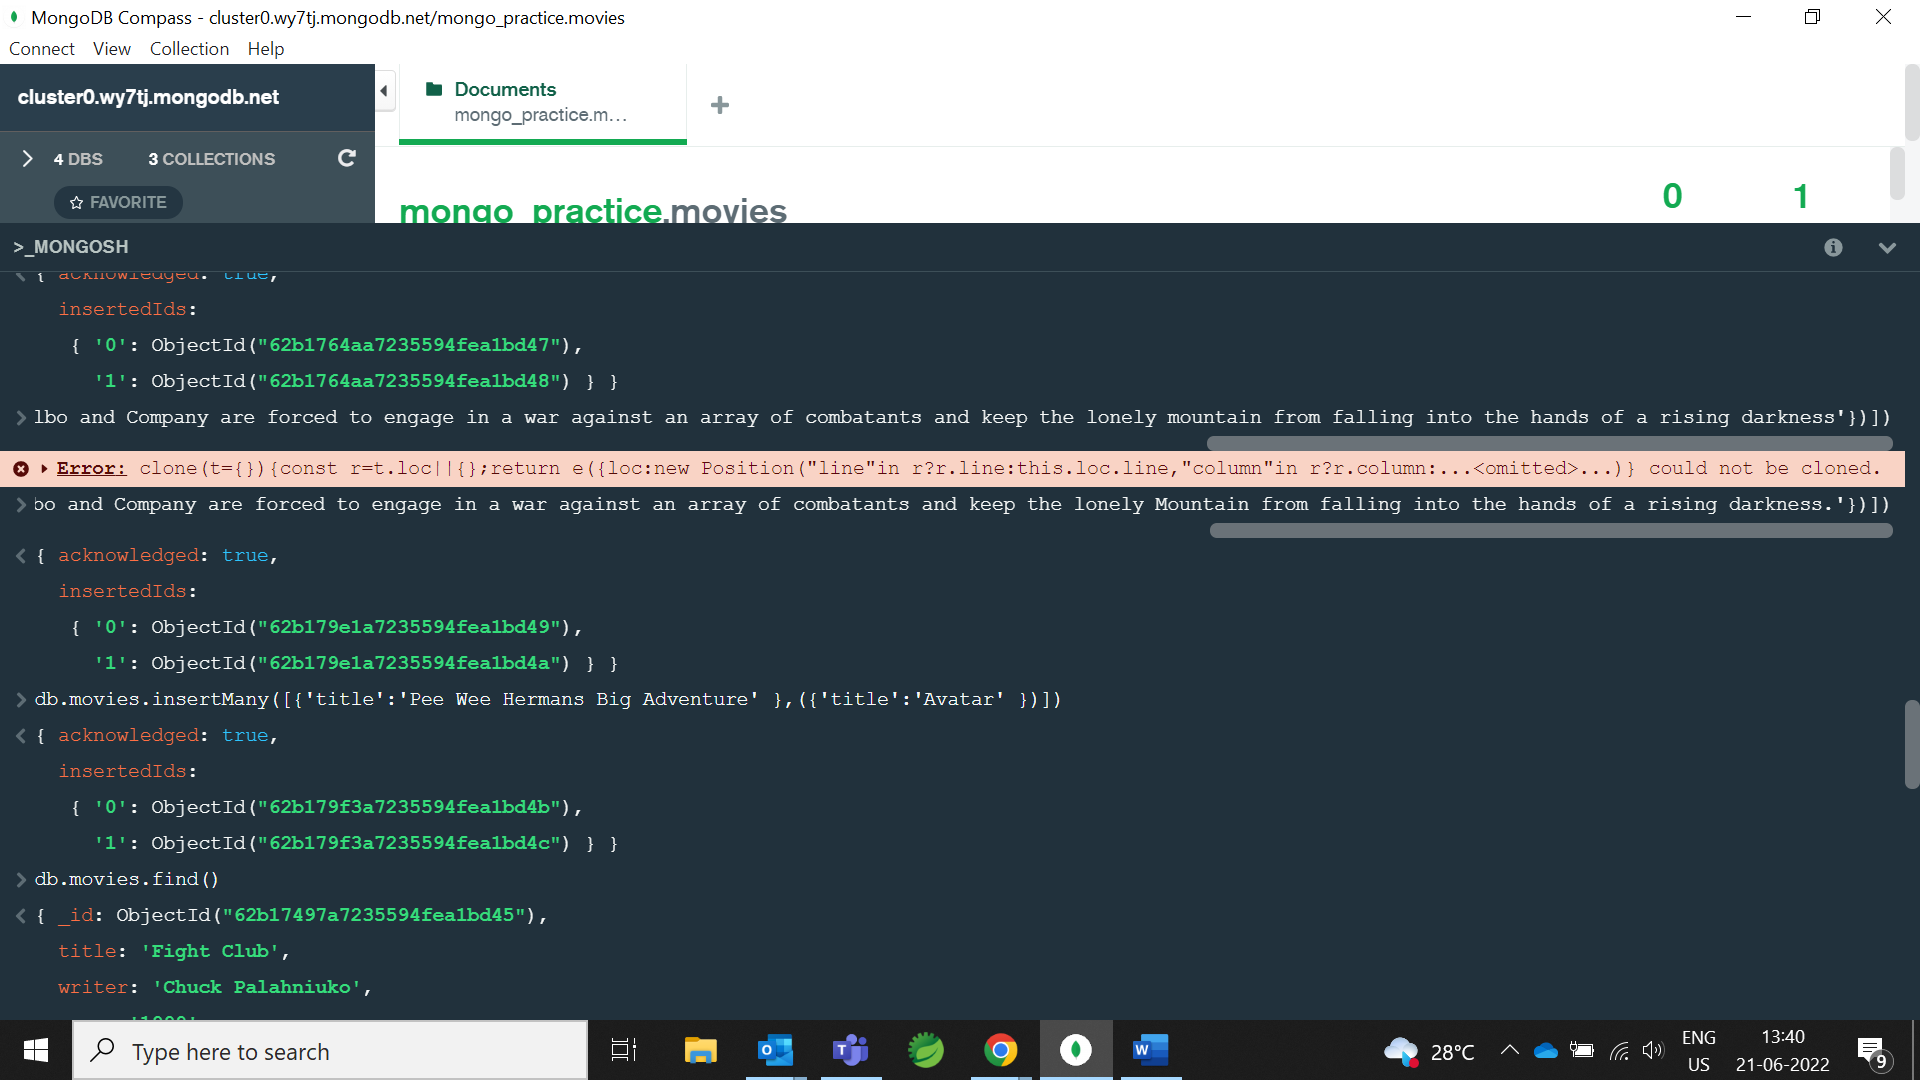 MongoDB Compass - cluster0.wy7tj.mongodb.net/mongo_practice.movies
Connect View Collection Help
cluster0.wy7tj.mongodb.net
Documents
mongo_practice.m...
4 DBS 3 COLLECTIONS
FAVORITE
mongo_practice.movies
0 1
>_MONGOSH
{ acknowledged: true,
insertedIds:
{ '0': ObjectId("62b1764aa7235594fea1bd47"),
'1': ObjectId("62b1764aa7235594fea1bd48") } }
lbo and Company are forced to engage in a war against an array of combatants and keep the lonely mountain from falling into the hands of a rising darkness'})])
Error: clone(t={}){const r=t.loc||{};return e({loc:new Position("line"in r?r.line:this.loc.line,"column"in r?r.column:...<omitted>...)} could not be cloned.
bo and Company are forced to engage in a war against an array of combatants and keep the lonely Mountain from falling into the hands of a rising darkness.'})])
{ acknowledged: true,
insertedIds:
{ '0': ObjectId("62b179e1a7235594fea1bd49"),
'1': ObjectId("62b179e1a7235594fea1bd4a") } }
db.movies.insertMany([{'title':'Pee Wee Hermans Big Adventure' },({'title':'Avatar' })])
{ acknowledged: true,
insertedIds:
{ '0': ObjectId("62b179f3a7235594fea1bd4b"),
'1': ObjectId("62b179f3a7235594fea1bd4c") } }
db.movies.find()
{ _id: ObjectId("62b17497a7235594fea1bd45"),
title: 'Fight Club',
writer: 'Chuck Palahniuko',
Type here to search
28°C
ENG
US
13:40
21-06-2022
9